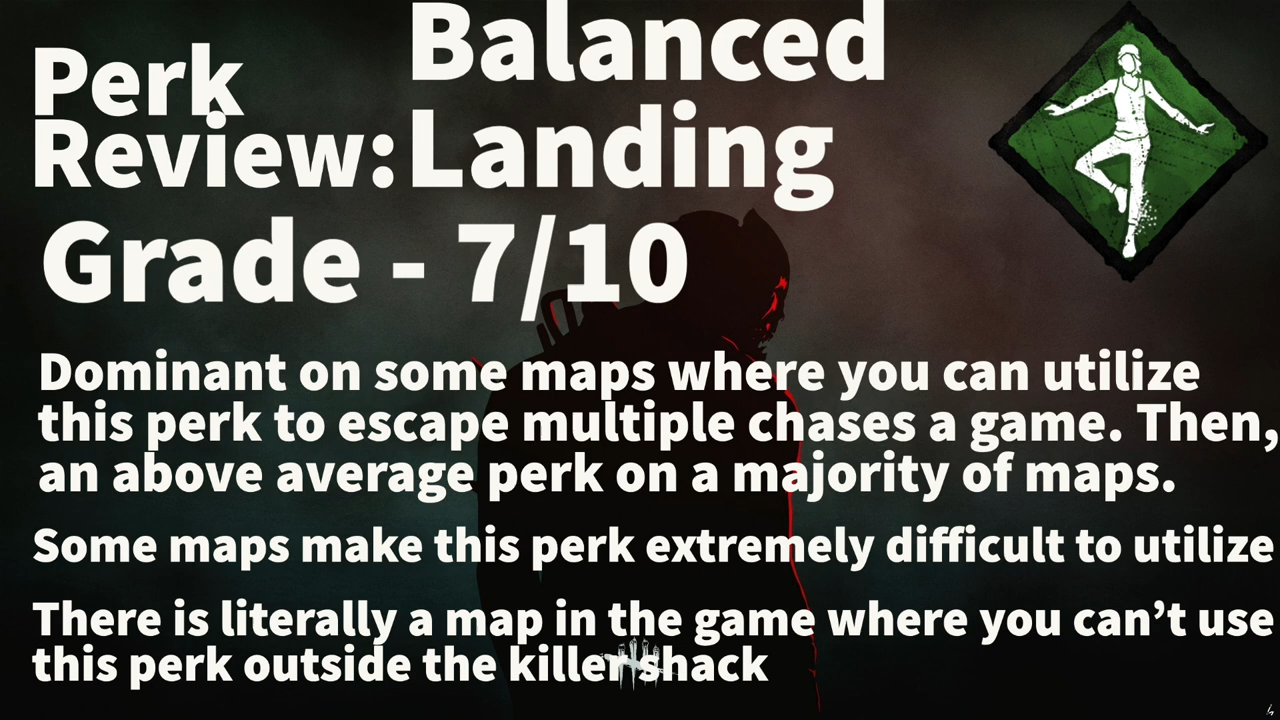 Perk
Review:
Balanced
Landing
Grade - 7/10
Dominant on some maps where you can utilize
this perk to escape multiple chases a game. Then,
an above average perk on a majority of maps.
Some maps make this perk extremely difficult to utilize
There is literally a map in the game where you can’t use
this perk outside the killer shack